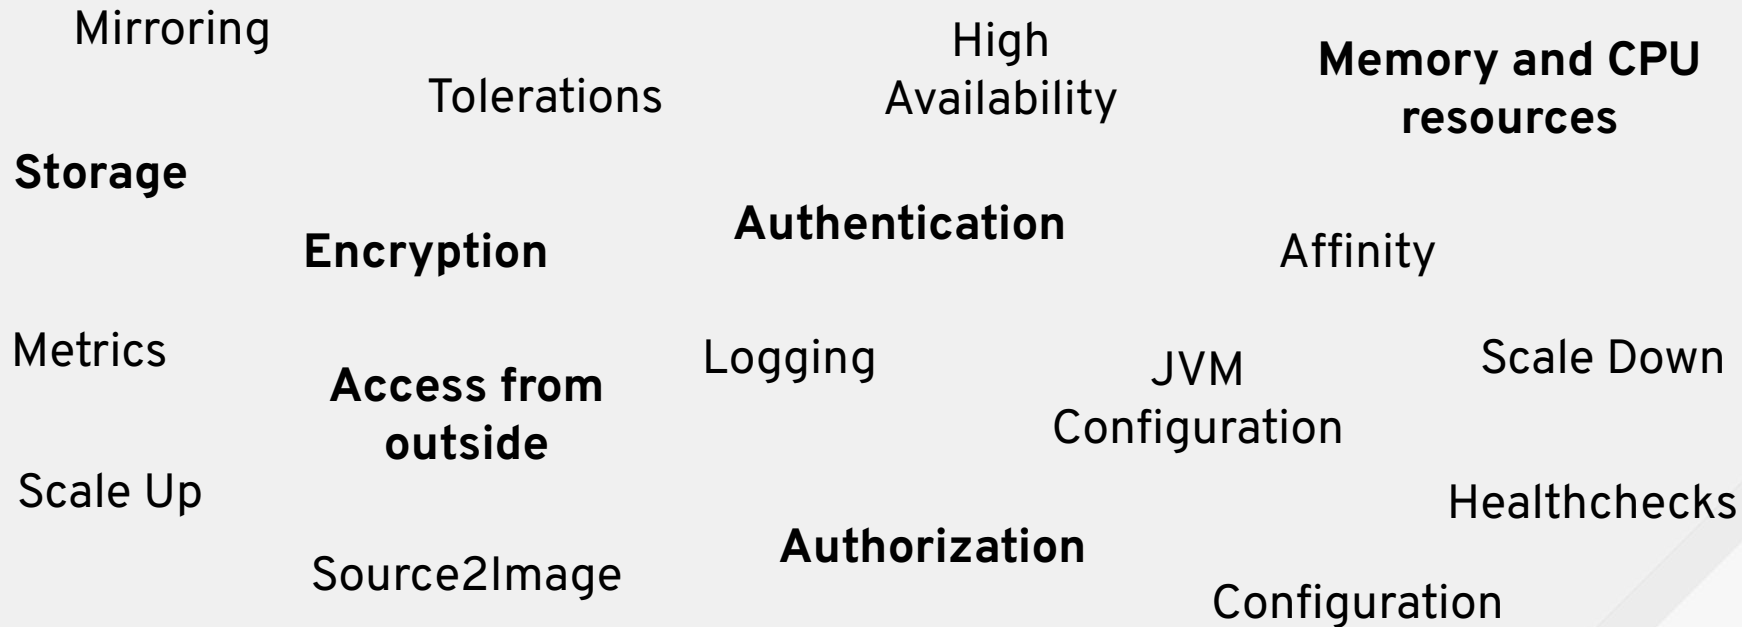 Mirroring
High
Availability
Memory and CPU
resources
Tolerations
Storage
Authentication
Encryption
Affinity
Metrics
Access from
outside
Logging
JVM
Configuration
Scale Down
Scale Up
Healthchecks
Authorization
Source2Image
Configuration